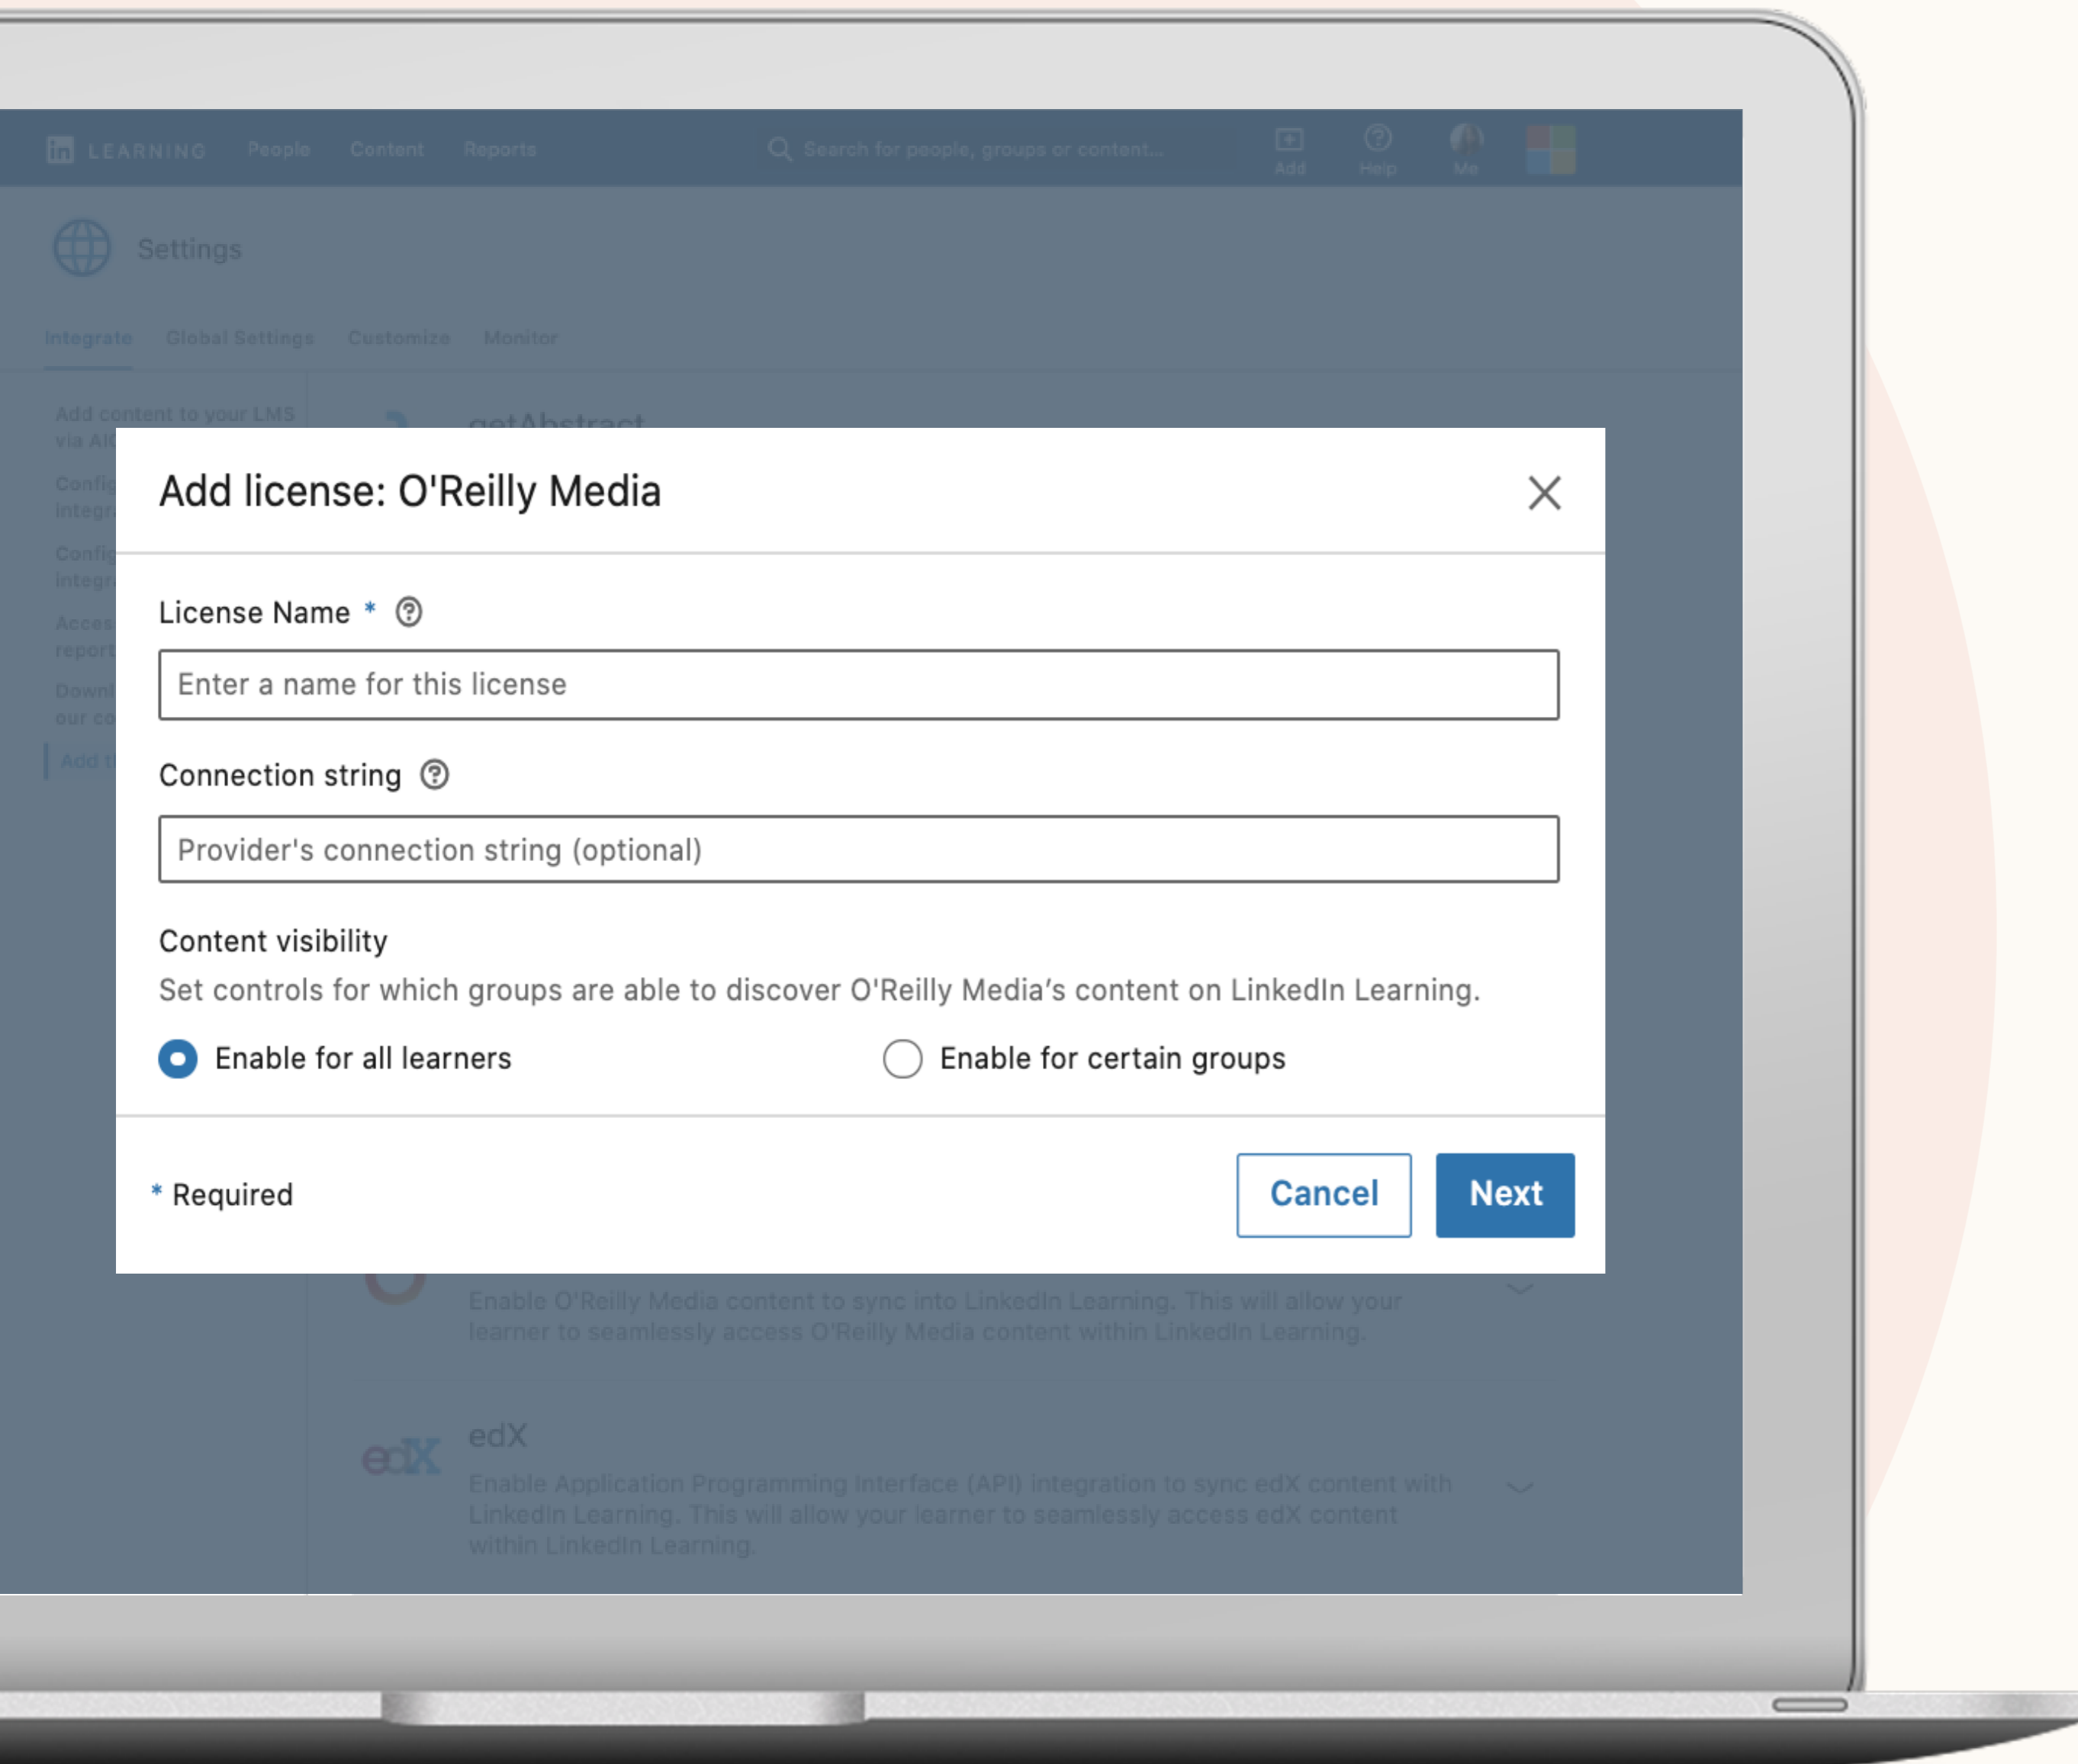 in LEARNING People Content Reports Search for people, groups or content... Add Help Me
Settings
Integrate Global Settings Customize Monitor
Add content to your LMS
via
getAbstract
Add license: O'Reilly Media
License Name *
Enter a name for this license
Connection string
Provider's connection string (optional)
Content visibility
Set controls for which groups are able to discover O'Reilly Media’s content on LinkedIn Learning.
Enable for all learners Enable for certain groups
* Required Cancel Next
our
Add
Enable O'Reilly Media content to sync into LinkedIn Learning. This will allow your
learner to seamlessly access O'Reilly Media content within LinkedIn Learning.
edX
edX
Enable Application Programming Interface (API) integration to sync edX content with
LinkedIn Learning. This will allow your learner to seamlessly access edX content
within LinkedIn Learning.